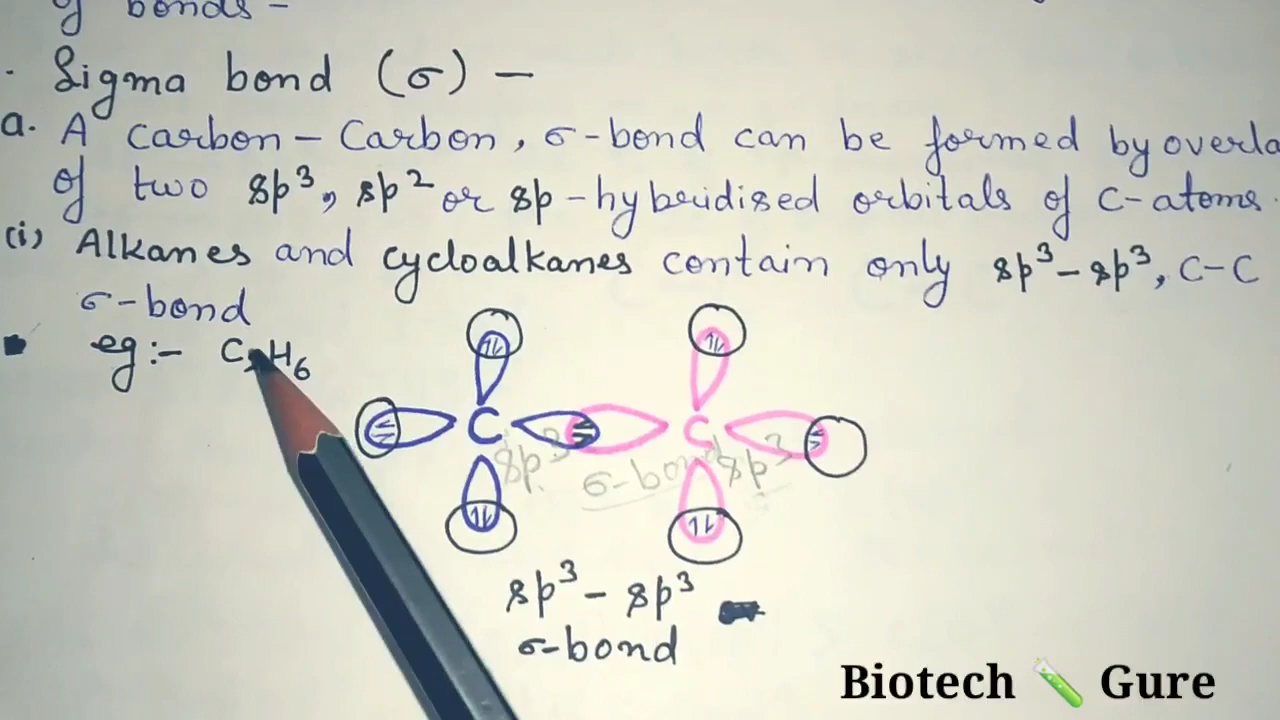 of bonds -
. Sigma bond (σ) —
a. A Carbon - Carbon, σ-bond can be formed by overla
of two sp³, sp² or sp-hybridised orbitals of C-atoms.
(i) Alkanes and cycloalkanes contain only sp³-sp³, C-C
σ-bond
eg:- C₂H₆
C C
sp³ σ-bond sp³
sp³ - sp³
σ-bond
Biotech Gure